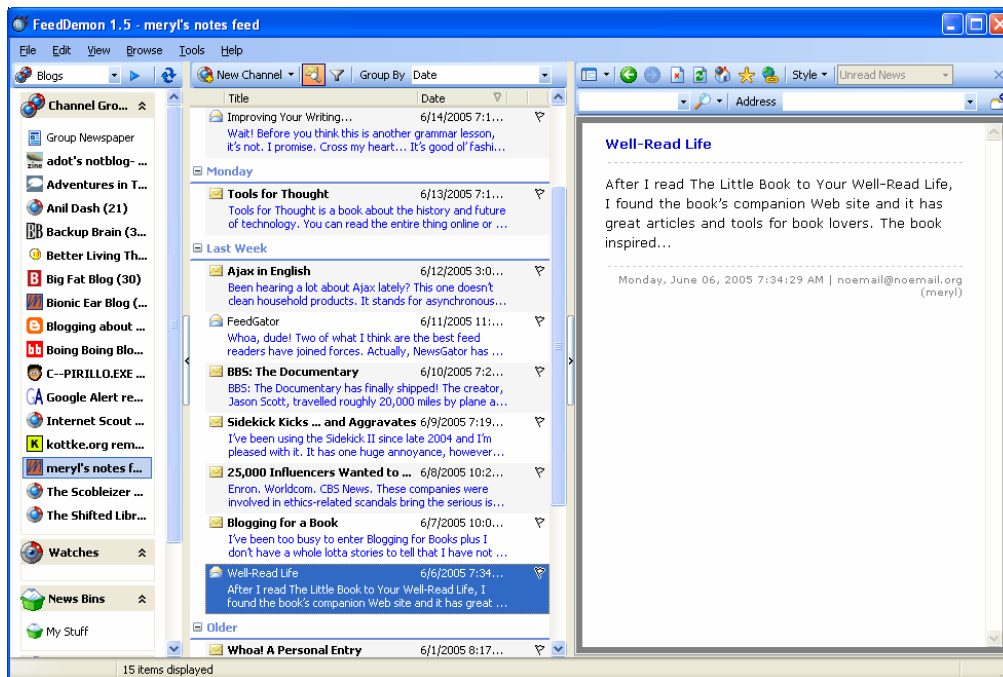 FeedDemon 1.5 - meryl's notes feed
File Edit View Browse Tools Help
Blogs
New Channel Group By Date
Style Unread News
Address
Channel Gro...
Group Newspaper
adot's notblog-...
Adventures in T...
Anil Dash (21)
Backup Brain (3...
Better Living Th...
Big Fat Blog (30)
Bionic Ear Blog (...
Blogging about ...
Boing Boing Blo...
C--PIRILLO.EXE ...
Google Alert re...
Internet Scout ...
kottke.org rem...
meryl's notes f...
The Scobleizer ...
The Shifted Libr...
Watches
News Bins
My Stuff
Title Date
Improving Your Writing... 6/14/2005 7:1...
Wait! Before you think this is another grammar lesson,
it's not. I promise. Cross my heart... It's good ol' fashi...
Monday
Tools for Thought 6/13/2005 7:1...
Tools for Thought is a book about the history and future
of technology. You can read the entire thing online or ...
Last Week
Ajax in English 6/12/2005 3:0...
Been hearing a lot about Ajax lately? This one doesn't
clean household products. It stands for asynchronous...
FeedGator 6/11/2005 11:...
Whoa, dude! Two of what I think are the best feed
readers have joined forces. Actually, NewsGator has ...
BBS: The Documentary 6/10/2005 7:2...
BBS: The Documentary has finally shipped! The creator,
Jason Scott, travelled roughly 20,000 miles by plane a...
Sidekick Kicks ... and Aggravates 6/9/2005 7:19...
I've been using the Sidekick II since late 2004 and I'm
pleased with it. It has one huge annoyance, however...
25,000 Influencers Wanted to ... 6/8/2005 10:2...
Enron. Worldcom. CBS News. These companies were
involved in ethics-related scandals bring the serious is...
Blogging for a Book 6/7/2005 10:0...
I've been too busy to enter Blogging for Books plus I
don't have a whole lotta stories to tell that I have not ...
Well-Read Life 6/6/2005 7:34...
After I read The Little Book to Your Well-Read Life, I
found the book's companion Web site and it has great ...
Older
Whoa! A Personal Entry 6/1/2005 8:17...
Well-Read Life
After I read The Little Book to Your Well-Read Life,
I found the book's companion Web site and it has
great articles and tools for book lovers. The book
inspired...
Monday, June 06, 2005 7:34:29 AM | noemail@noemail.org
(meryl)
15 items displayed